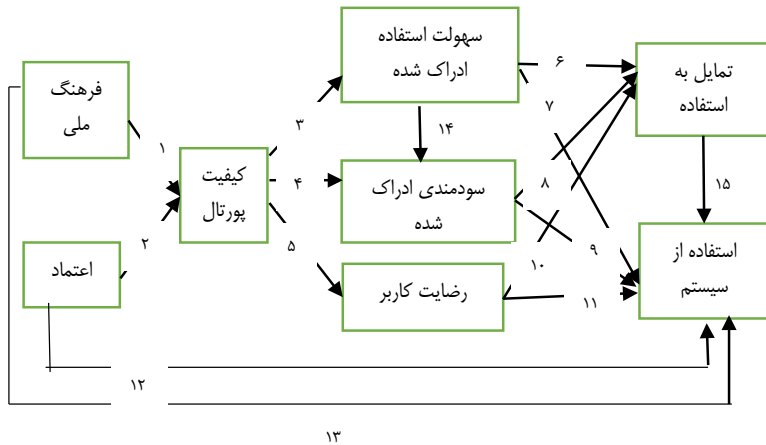 سهولت استفاده
ادراک شده
تمایل به
استفاده
فرهنگ
ملی
۶
۷
۳
۱۴
۱
کیفیت
پورتال
۴
سودمندی ادراک
شده
۸
۱۵
۲
۵
۹
استفاده از
سیستم
اعتماد
۱۰
رضایت کاربر
۱۱
۱۲
۱۳